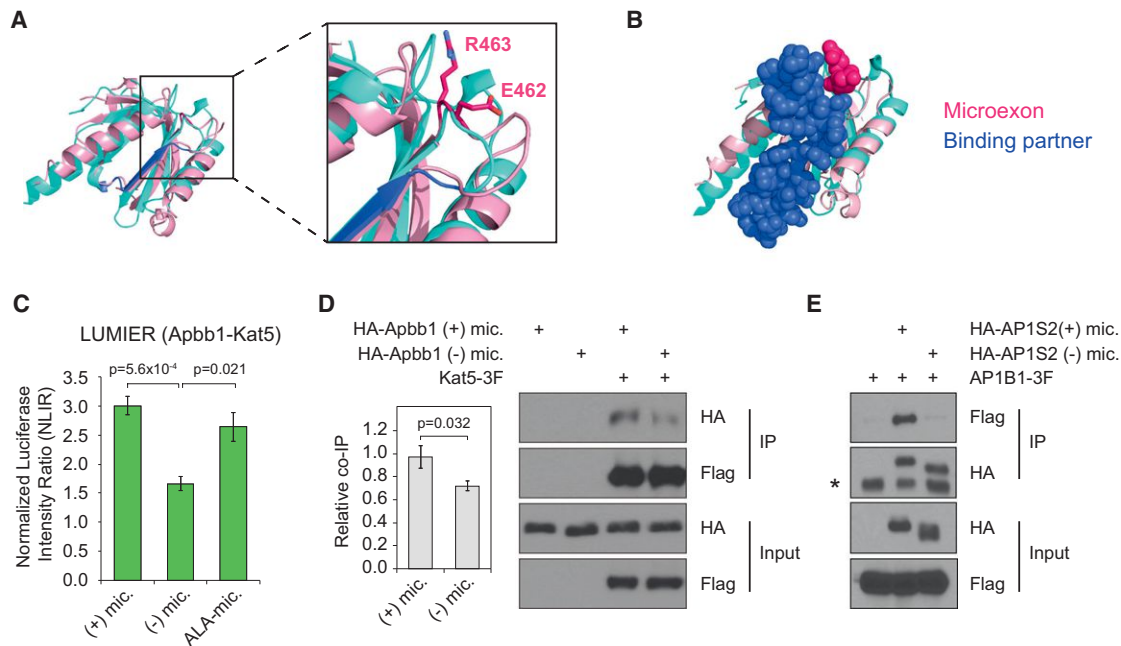 A
R463
E462
B
Microexon
Binding partner
C
LUMIER (Apbb1-Kat5)
p=5.6x10-4
p=0.021
Normalized Luciferase
Intensity Ratio (NLIR)
3.5
3.0
2.5
2.0
1.5
1.0
0.5
0.0
(+) mic.
(-) mic.
ALA-mic.
D
HA-Apbb1 (+) mic. + +
HA-Apbb1 (-) mic. + +
Kat5-3F + +
p=0.032
Relative co-IP
1.2
1.0
0.8
0.6
0.4
0.2
0.0
(+) mic.
(-) mic.
HA
Flag
IP
HA
Flag
Input
E
+ HA-AP1S2(+) mic.
+ HA-AP1S2 (-) mic.
+ + + AP1B1-3F
Flag
HA
IP
*
HA
Flag
Input